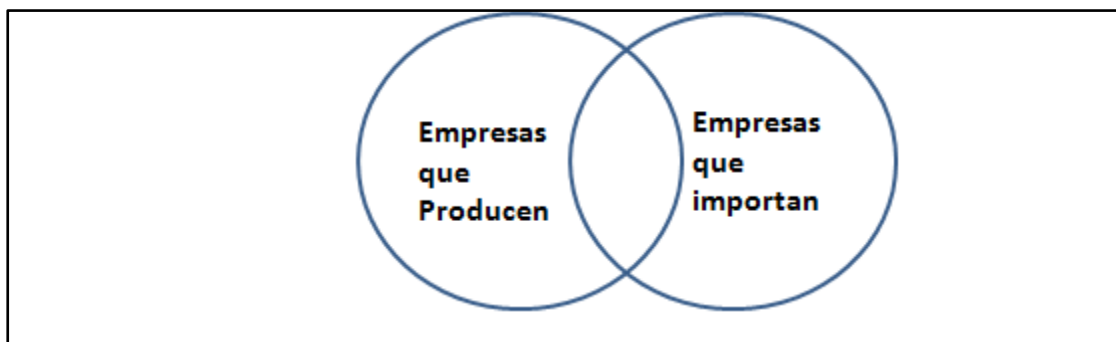 Empresas
que
Producen
Empresas
que
importan